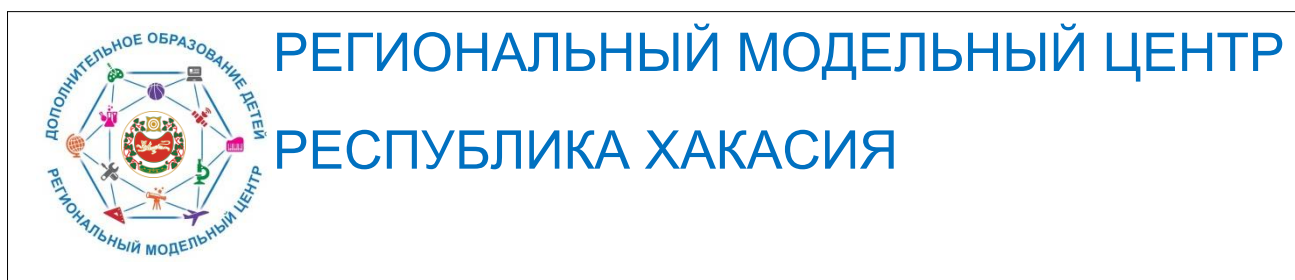 ДОПОЛНИТЕЛЬНОЕ ОБРАЗОВАНИЕ ДЕТЕЙ
РЕГИОНАЛЬНЫЙ МОДЕЛЬНЫЙ ЦЕНТР
РЕГИОНАЛЬНЫЙ МОДЕЛЬНЫЙ ЦЕНТР
РЕСПУБЛИКА ХАКАСИЯ